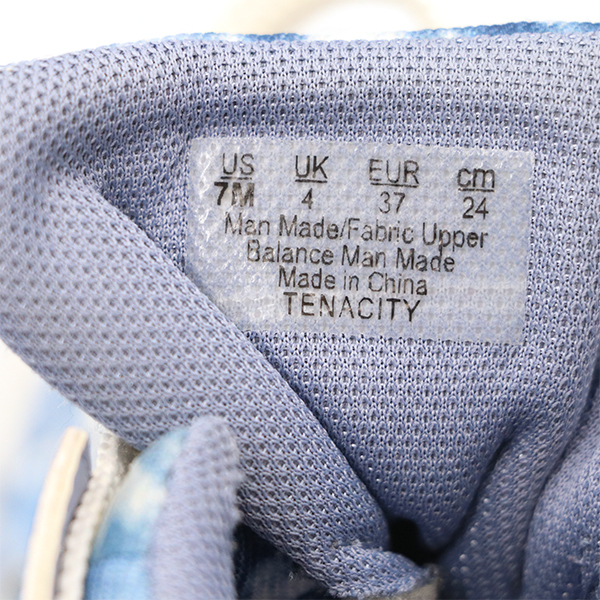 US UK EUR cm
7M 4 37 24
Man Made/Fabric Upper
Balance Man Made
Made in China
TENACITY